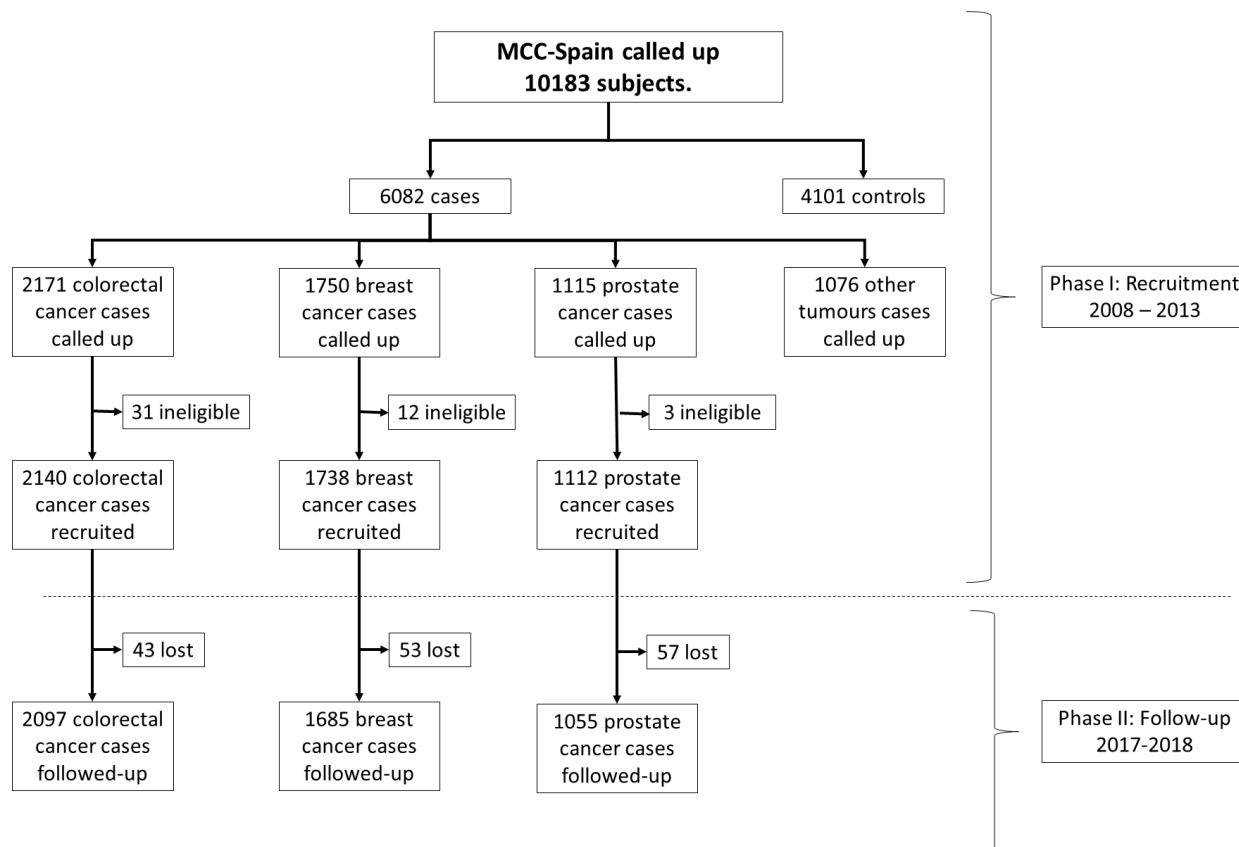 MCC-Spain called up
10183 subjects.
6082 cases
4101 controls
2171 colorectal
cancer cases
called up
1750 breast
cancer cases
called up
1115 prostate
cancer cases
called up
1076 other
tumours cases
called up
Phase I: Recruitment
2008 – 2013
31 ineligible
12 ineligible
3 ineligible
2140 colorectal
cancer cases
recruited
1738 breast
cancer cases
recruited
1112 prostate
cancer cases
recruited
43 lost
53 lost
57 lost
2097 colorectal
cancer cases
followed-up
1685 breast
cancer cases
followed-up
1055 prostate
cancer cases
followed-up
Phase II: Follow-up
2017-2018